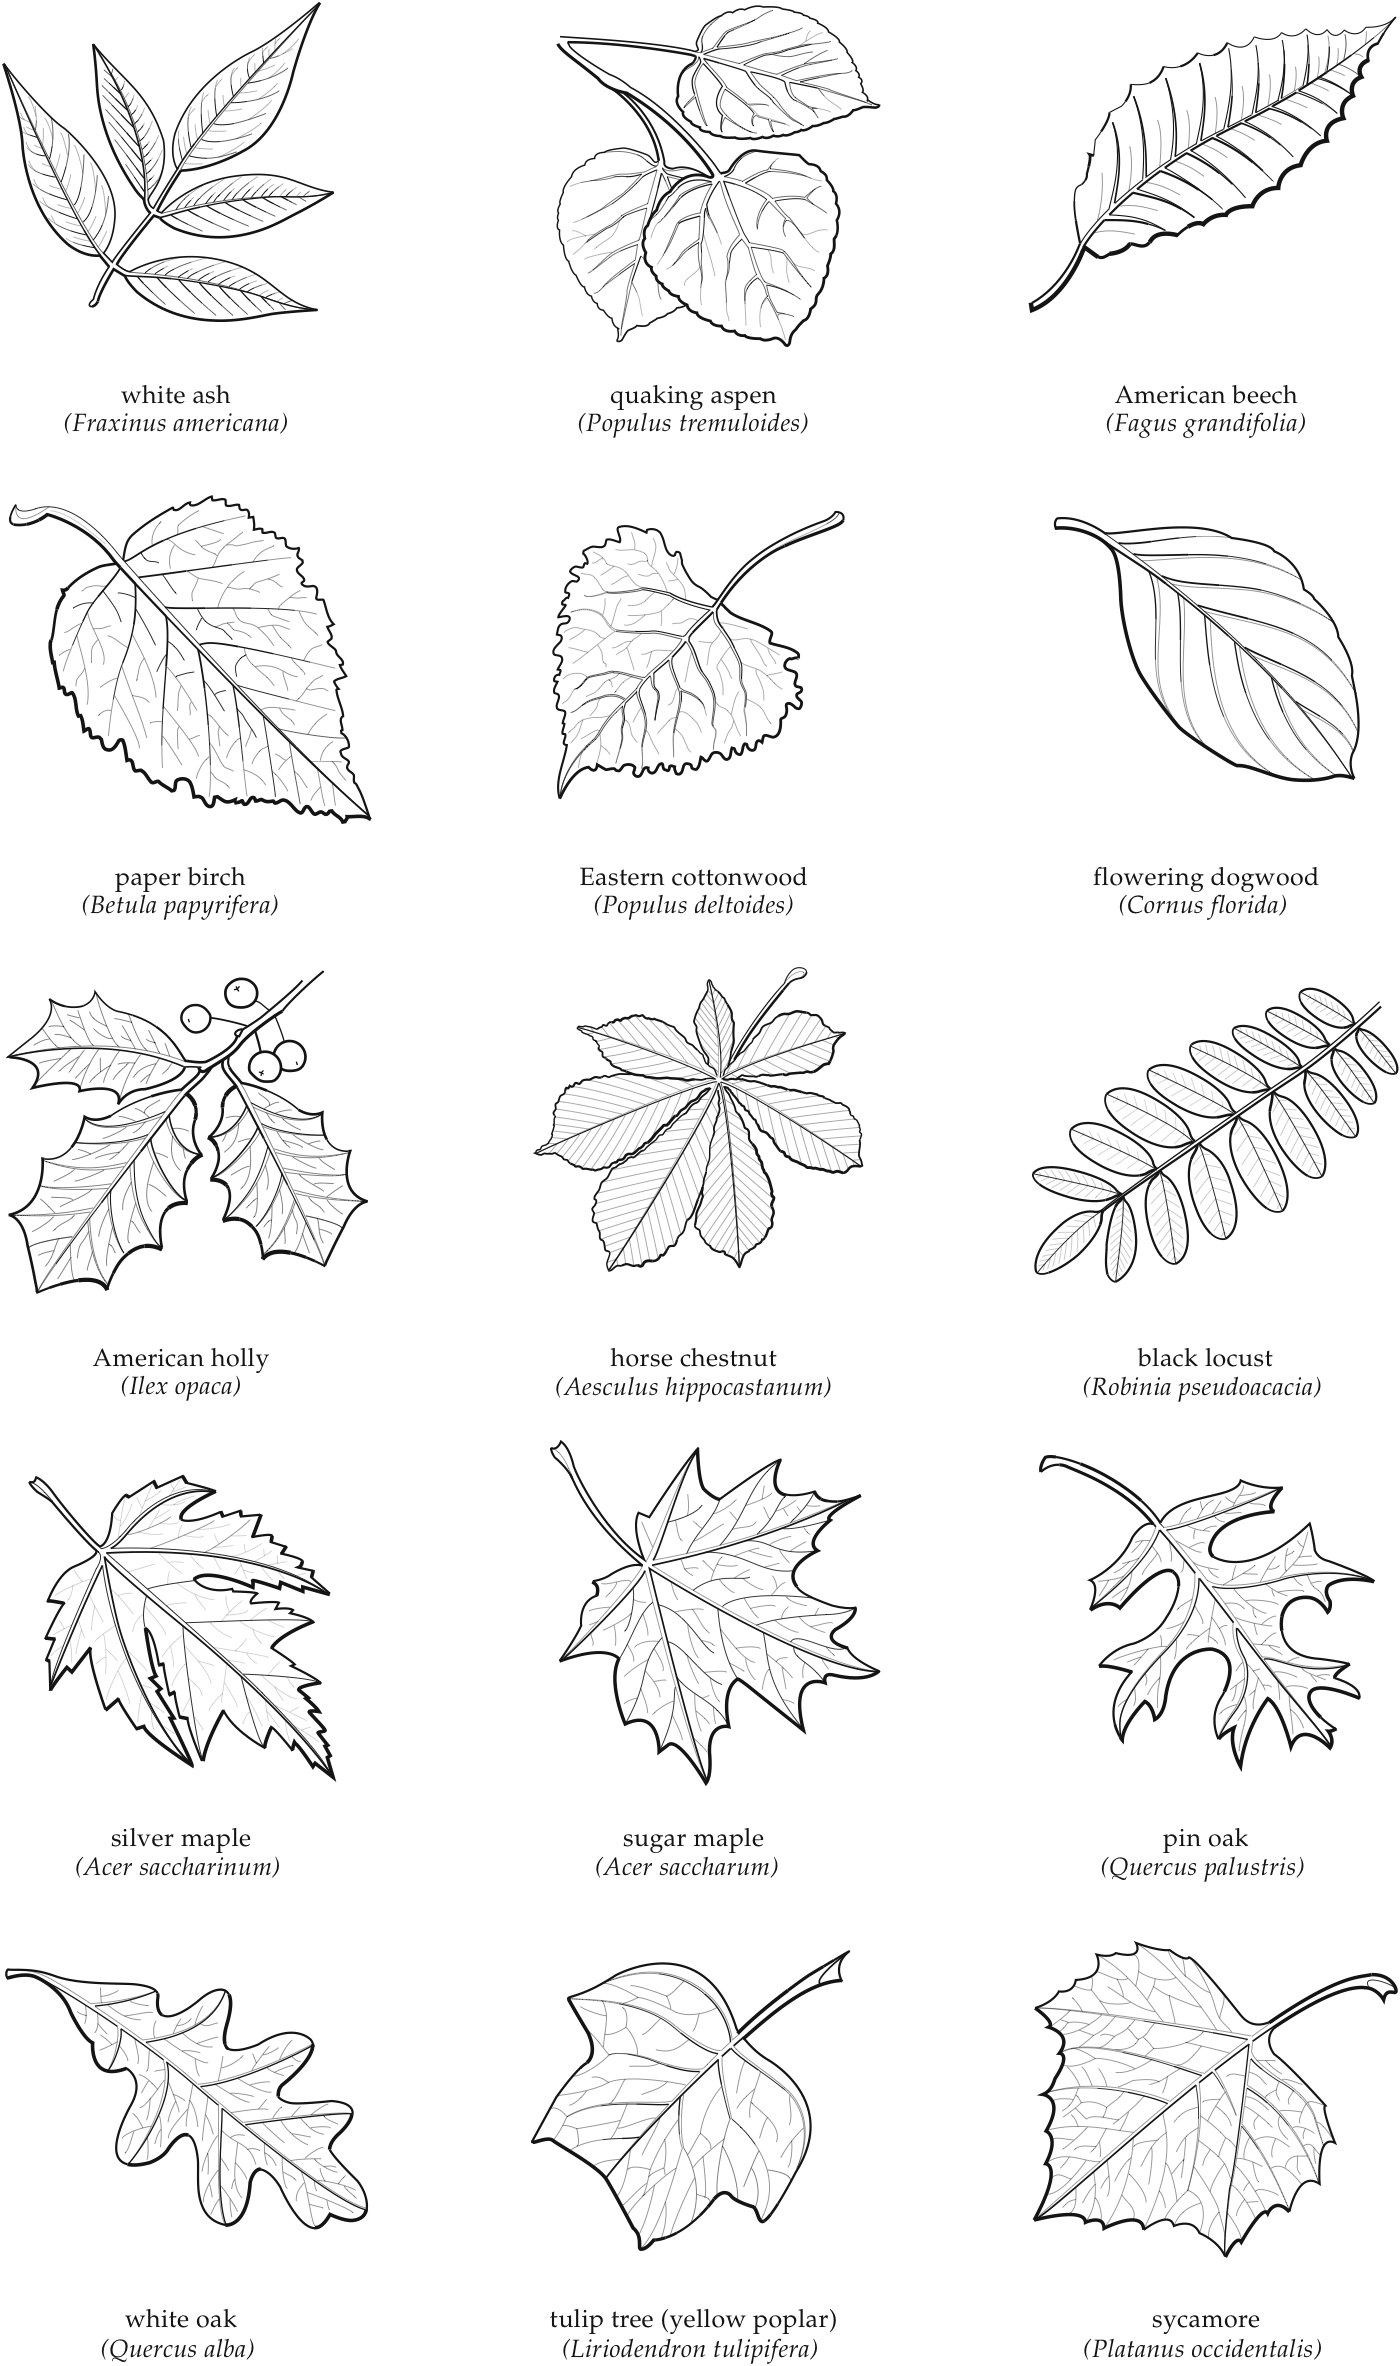 white ash
(Fraxinus americana)
quaking aspen
(Populus tremuloides)
American beech
(Fagus grandifolia)
paper birch
(Betula papyrifera)
Eastern cottonwood
(Populus deltoides)
flowering dogwood
(Cornus florida)
American holly
(Ilex opaca)
horse chestnut
(Aesculus hippocastanum)
black locust
(Robinia pseudoacacia)
silver maple
(Acer saccharinum)
sugar maple
(Acer saccharum)
pin oak
(Quercus palustris)
white oak
(Quercus alba)
tulip tree (yellow poplar)
(Liriodendron tulipifera)
sycamore
(Platanus occidentalis)